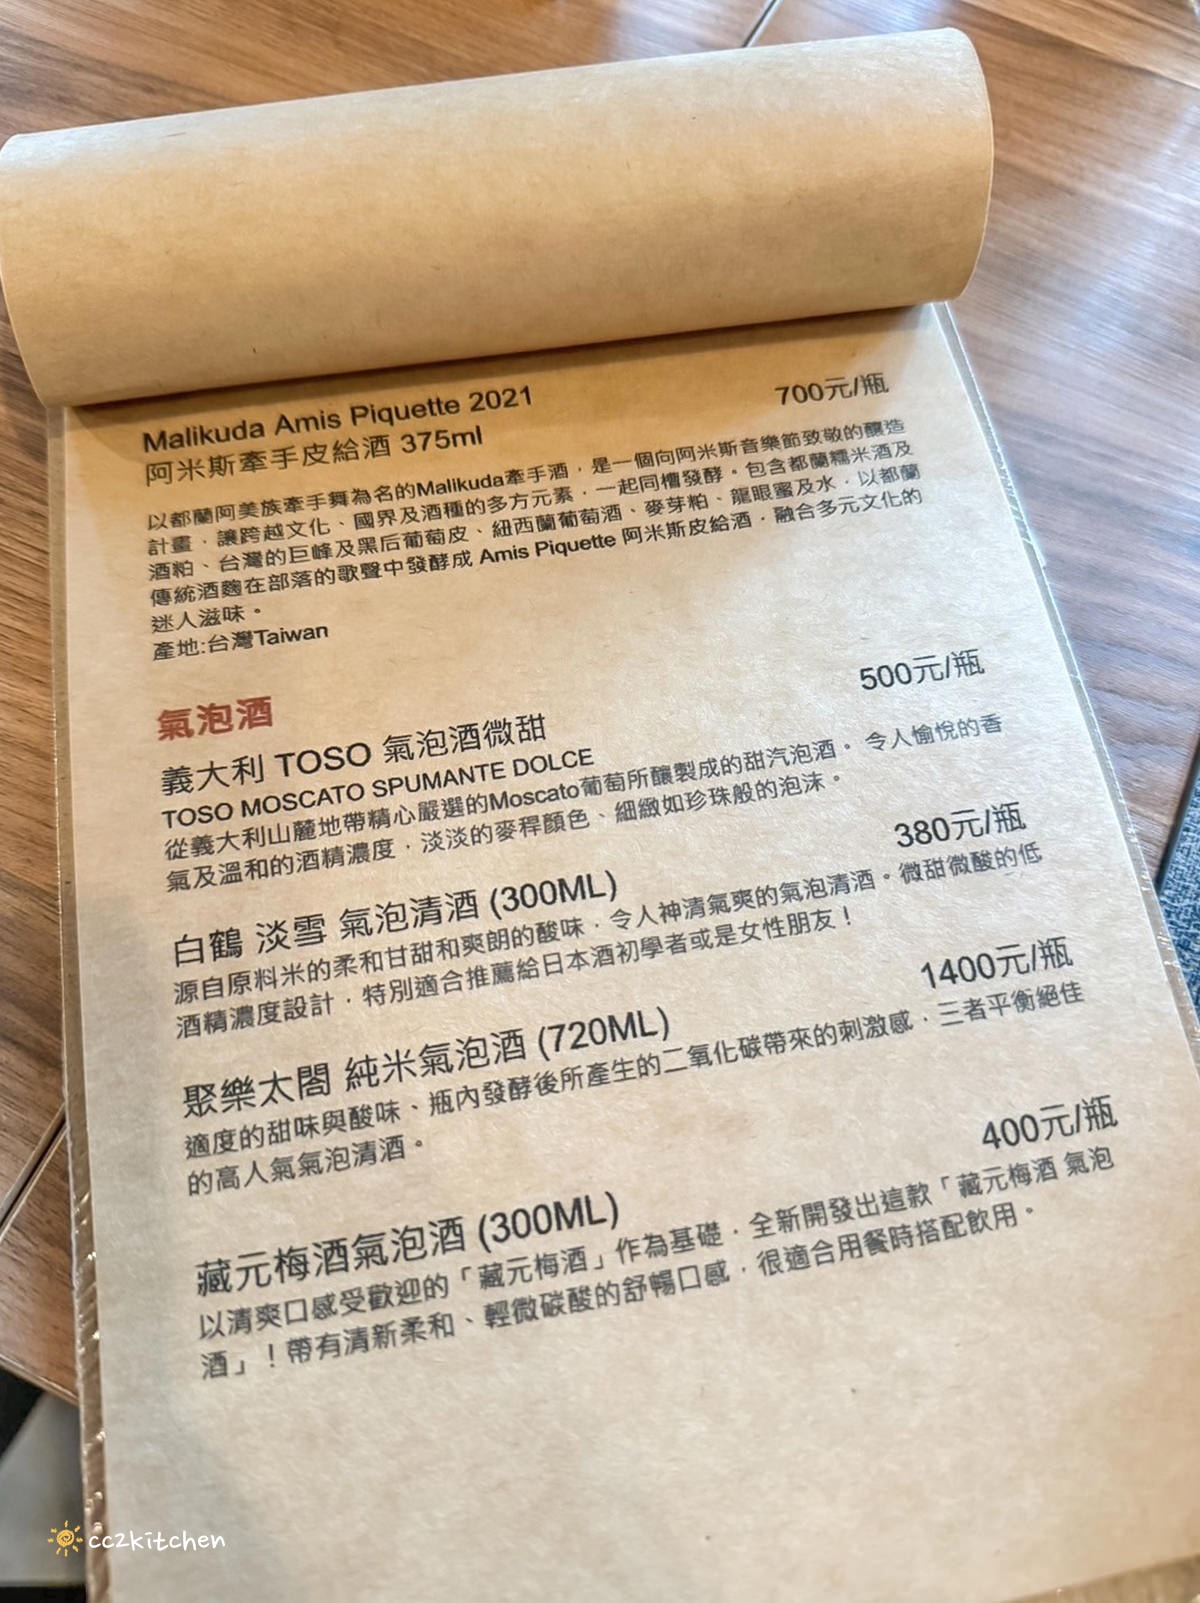 Malikuda Amis Piquette 2021
700元/瓶
阿米斯牽手皮給酒 375ml
以都蘭阿美族牽手舞為名的Malikuda牽手酒，是一個向阿米斯音樂節致敬的釀造
計畫，讓跨越文化、國界及酒種的多方元素，一起同槽發酵。包含都蘭糯米酒及
酒粕、台灣的巨峰及黑后葡萄皮、紐西蘭葡萄酒、麥芽粕、龍眼蜜及水，以都蘭
傳統酒麴在部落的歌聲中發酵成 Amis Piquette 阿米斯皮給酒，融合多元文化的
迷人滋味。
產地:台灣Taiwan
氣泡酒
義大利 TOSO 氣泡酒微甜
500元/瓶
TOSO MOSCATO SPUMANTE DOLCE
從義大利山麓地帶精心嚴選的Moscato葡萄所釀製成的甜汽泡酒。 令人愉悅的香
氣及溫和的酒精濃度，淡淡的麥稈顏色、細緻如珍珠般的泡沫。
白鶴 淡雪 氣泡清酒 (300ML)
380元/瓶
源自原料米的柔和甘甜和爽朗的酸味，令人神清氣爽的氣泡清酒。微甜微酸的低
酒精濃度設計，特別適合推薦給日本酒初學者或是女性朋友！
聚樂太閤 純米氣泡酒 (720ML)
1400元/瓶
適度的甜味與酸味、瓶內發酵後所產生的二氧化碳帶來的刺激感，三者平衡絕佳
的高人氣氣泡清酒。
藏元梅酒氣泡酒 (300ML)
400元/瓶
以清爽口感受歡迎的「藏元梅酒」作為基礎，全新開發出這款「藏元梅酒 氣泡
酒」！帶有清新柔和、輕微碳酸的舒暢口感，很適合用餐時搭配飲用。
cc2kitchen